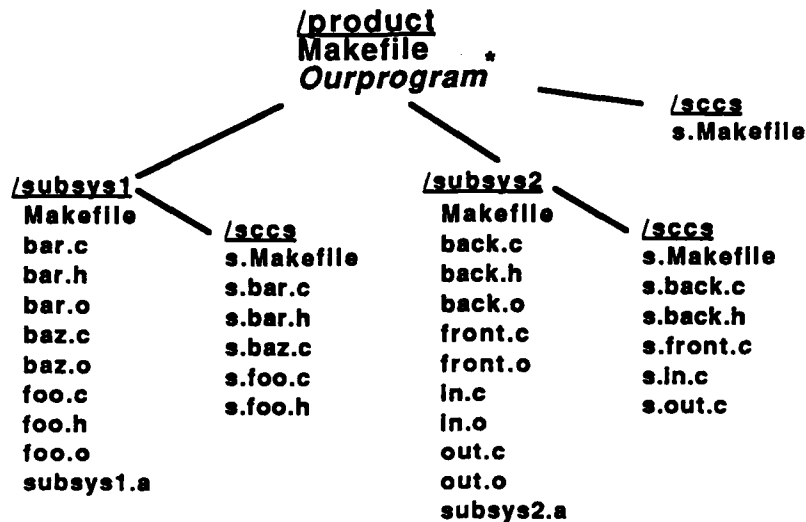 /product
Makefile
Ourprogram*
/sccs
s.Makefile
/subsys1
Makefile
bar.c
bar.h
bar.o
baz.c
baz.o
foo.c
foo.h
foo.o
subsys1.a
/sccs
s.Makefile
s.bar.c
s.bar.h
s.baz.c
s.foo.c
s.foo.h
/subsys2
Makefile
back.c
back.h
back.o
front.c
front.o
in.c
in.o
out.c
out.o
subsys2.a
/sccs
s.Makefile
s.back.c
s.back.h
s.front.c
s.in.c
s.out.c